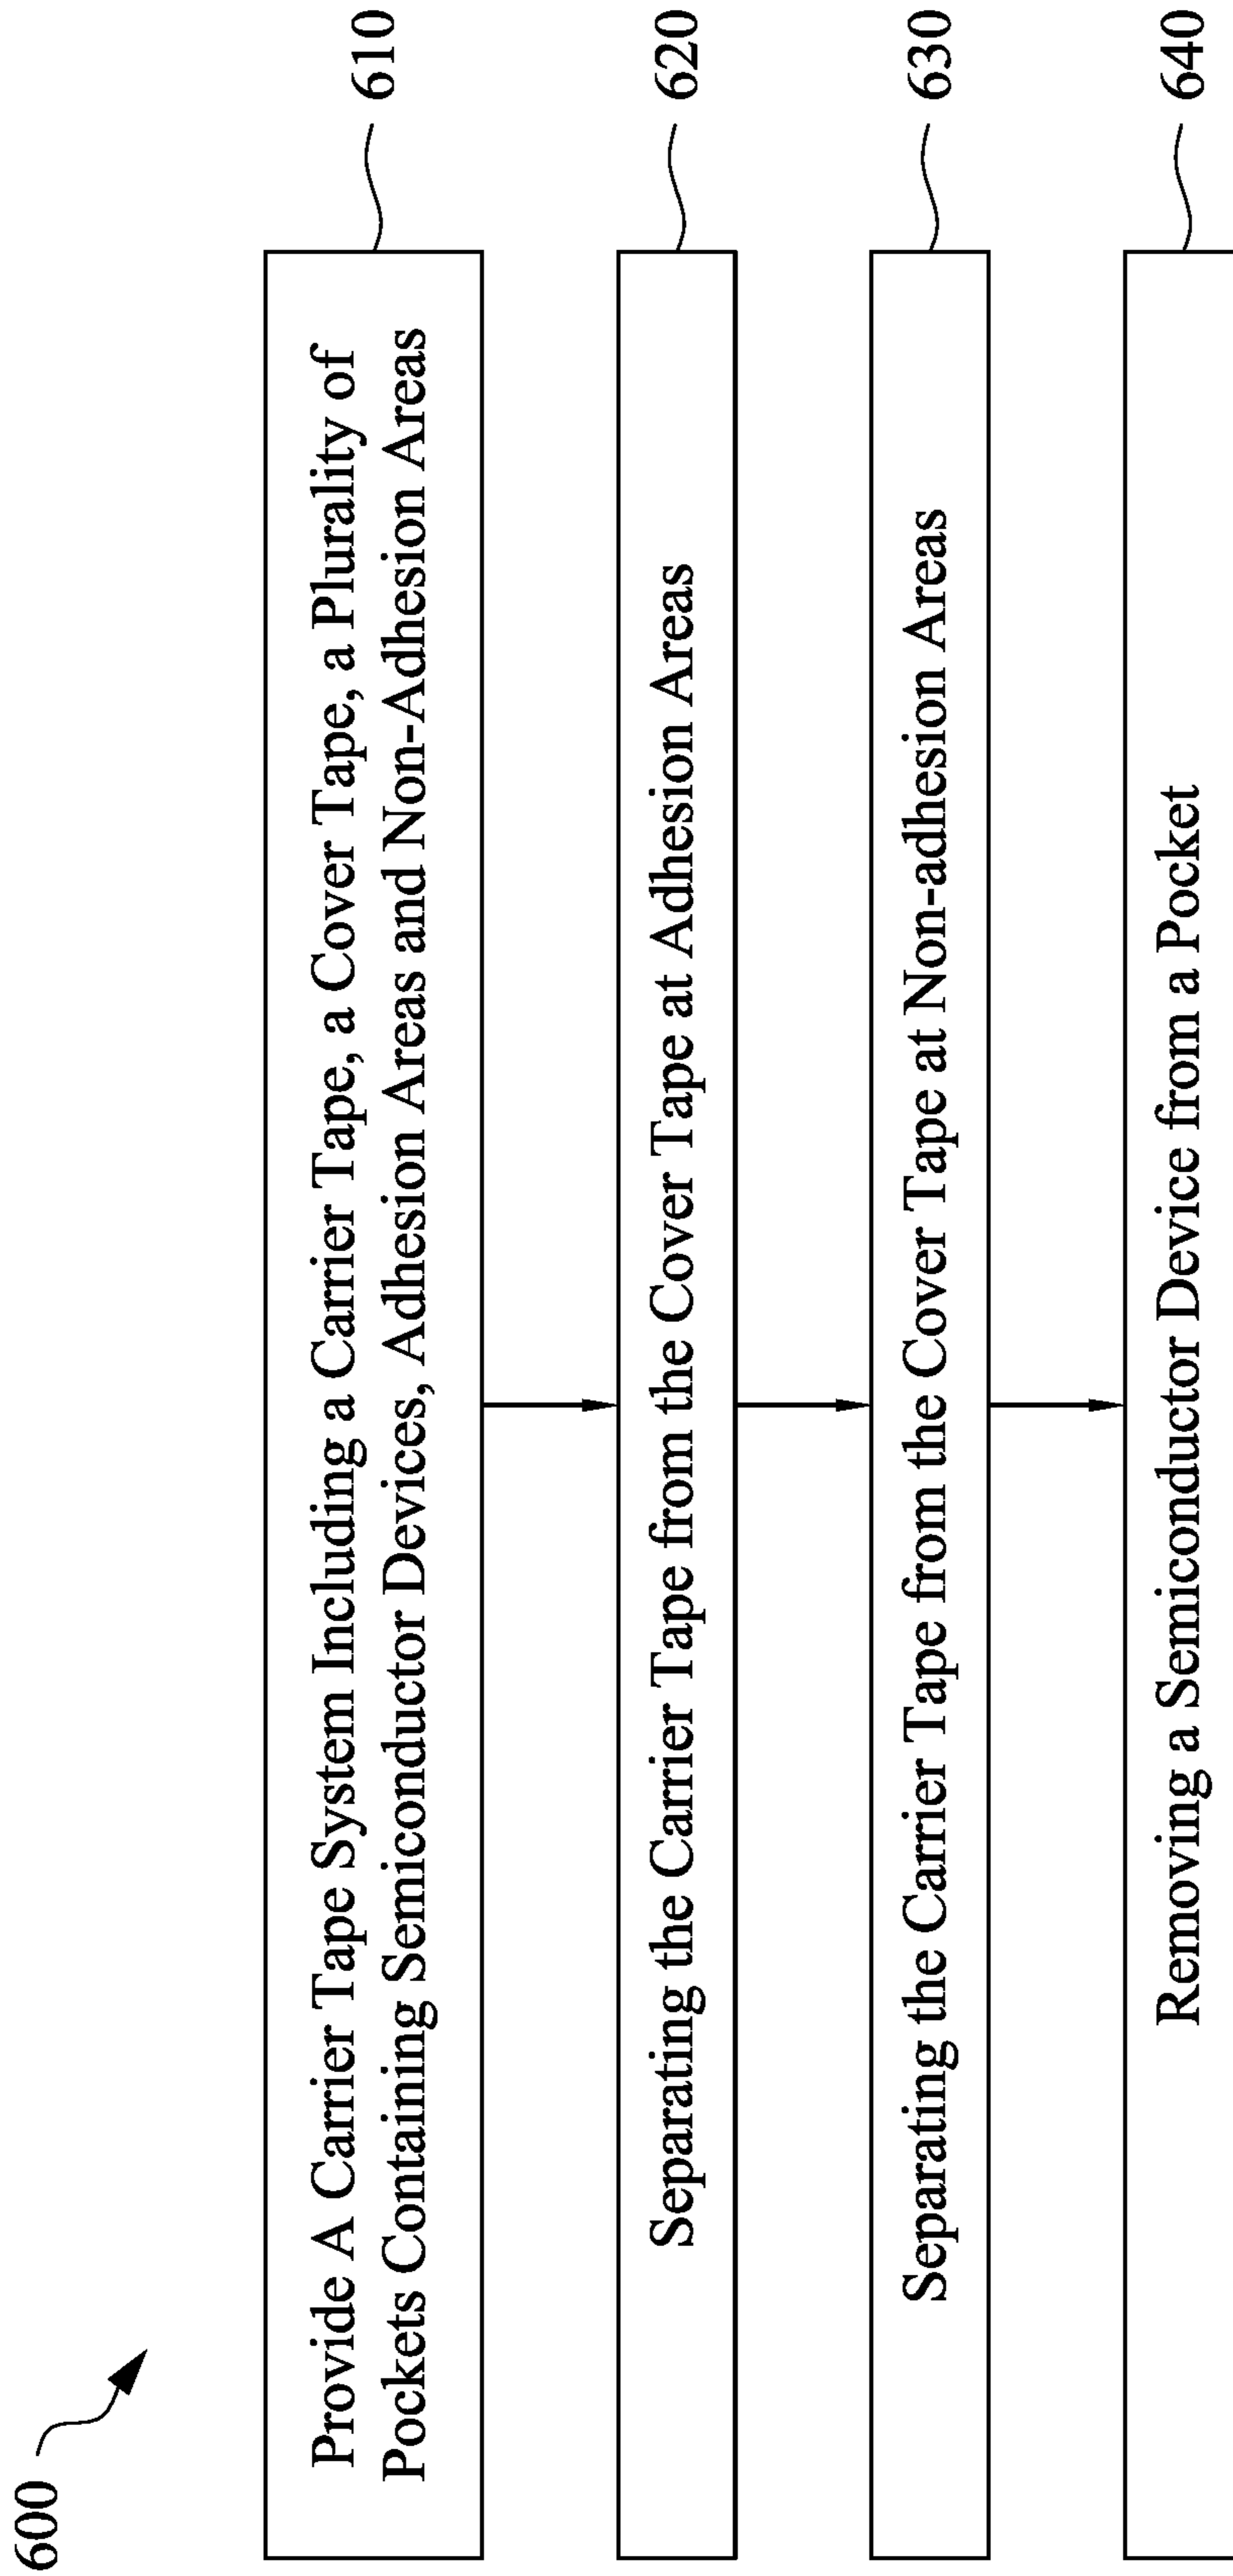 600
Provide A Carrier Tape System Including a Carrier Tape, a Cover Tape, a Plurality of
Pockets Containing Semiconductor Devices, Adhesion Areas and Non-Adhesion Areas
610
Separating the Carrier Tape from the Cover Tape at Adhesion Areas
620
Separating the Carrier Tape from the Cover Tape at Non-adhesion Areas
630
Removing a Semiconductor Device from a Pocket
640